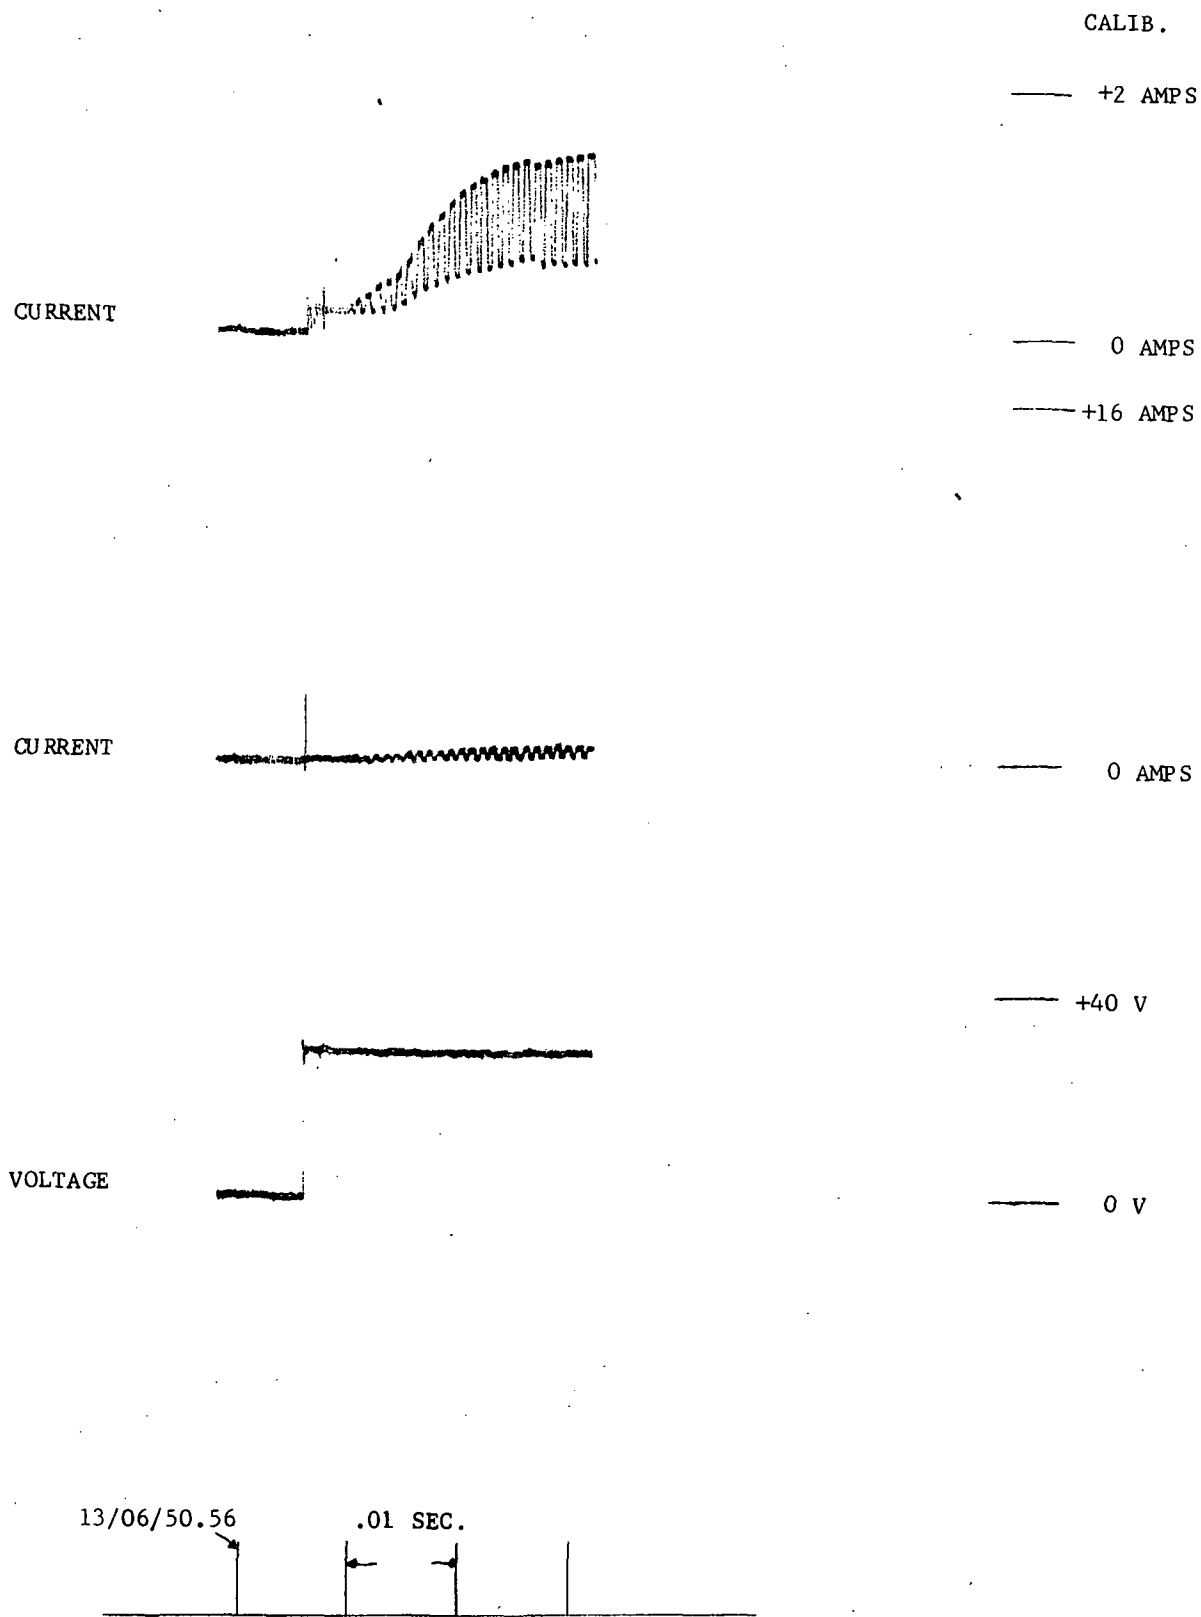 CALIB.
+2 AMPS
CURRENT
0 AMPS
+16 AMPS
CURRENT
0 AMPS
+40 V
VOLTAGE
0 V
13/06/50.56
.01 SEC.